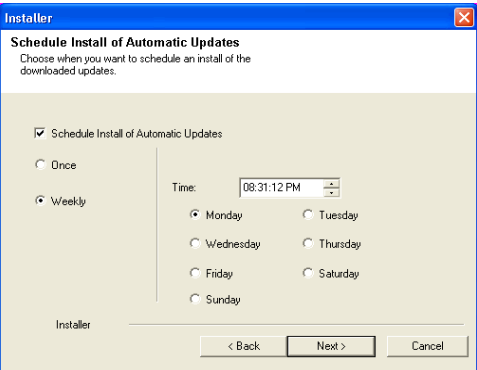 Installer
Schedule Install of Automatic Updates
Choose when you want to schedule an install of the
downloaded updates.
Schedule Install of Automatic Updates
Once
Weekly
Time: 08:31:12 PM
Monday Tuesday
Wednesday Thursday
Friday Saturday
Sunday
Installer
< Back Next > Cancel